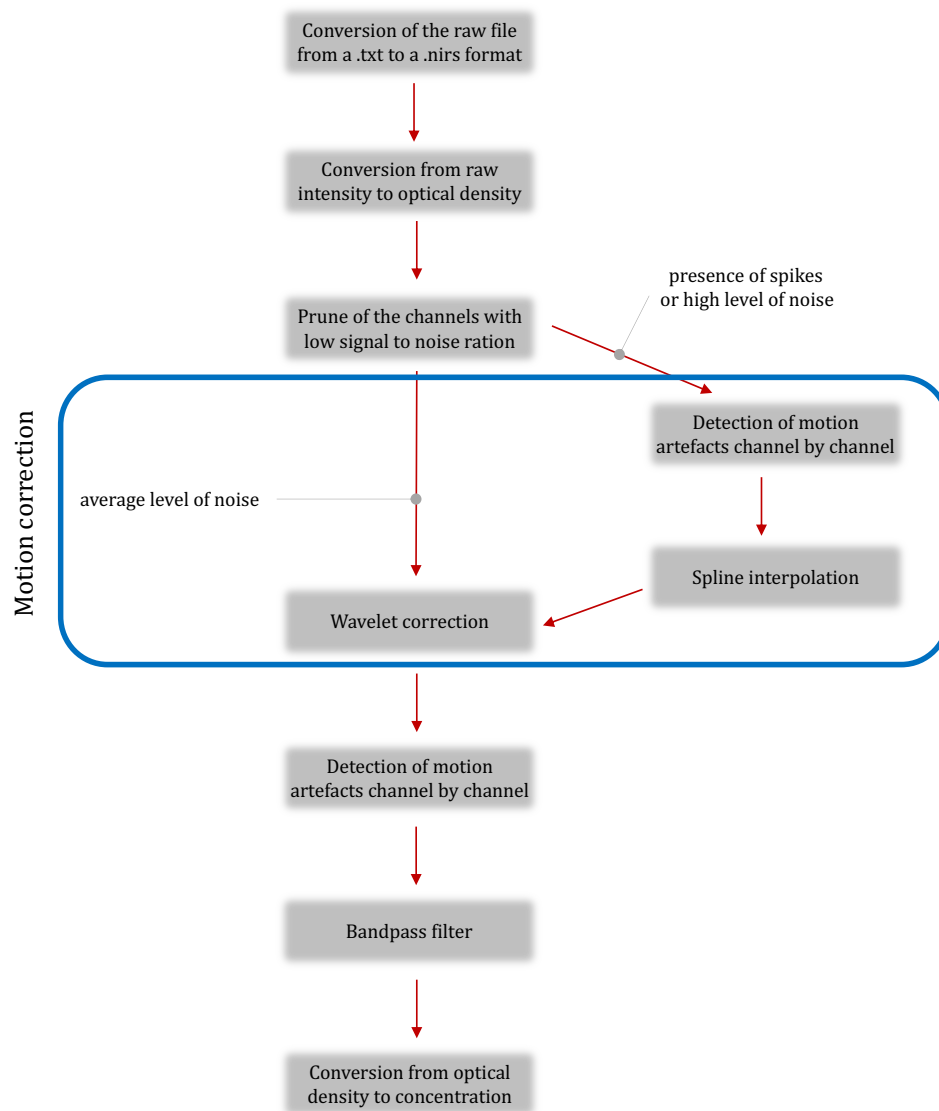 Conversion of the raw file
from a .txt to a .nirs format
Conversion from raw
intensity to optical density
presence of spikes
or high level of noise
Prune of the channels with
low signal to noise ration
Motion correction
Detection of motion
artefacts channel by channel
average level of noise
Spline interpolation
Wavelet correction
Detection of motion
artefacts channel by channel
Bandpass filter
Conversion from optical
density to concentration